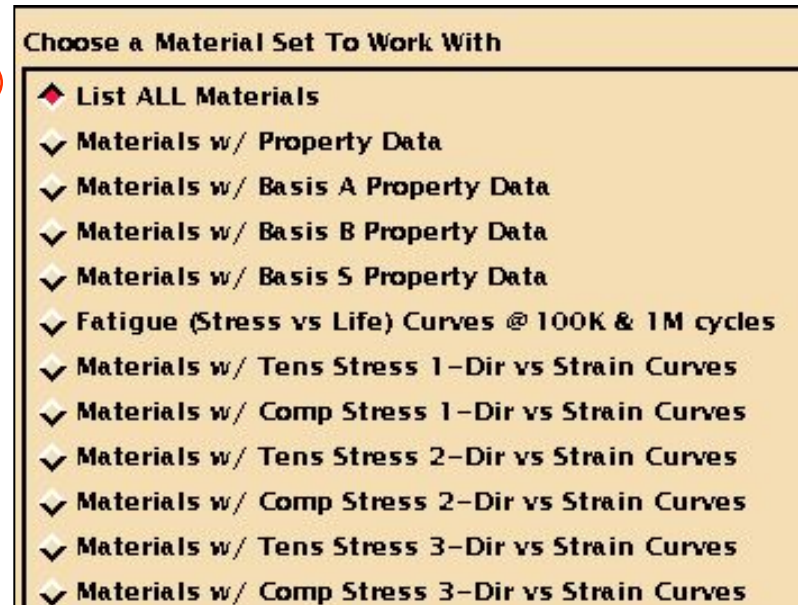 Choose a Material Set To Work With
List ALL Materials
Materials w/ Property Data
Materials w/ Basis A Property Data
Materials w/ Basis B Property Data
Materials w/ Basis S Property Data
Fatigue (Stress vs Life) Curves @ 100K & 1M cycles
Materials w/ Tens Stress 1-Dir vs Strain Curves
Materials w/ Comp Stress 1-Dir vs Strain Curves
Materials w/ Tens Stress 2-Dir vs Strain Curves
Materials w/ Comp Stress 2-Dir vs Strain Curves
Materials w/ Tens Stress 3-Dir vs Strain Curves
Materials w/ Comp Stress 3-Dir vs Strain Curves